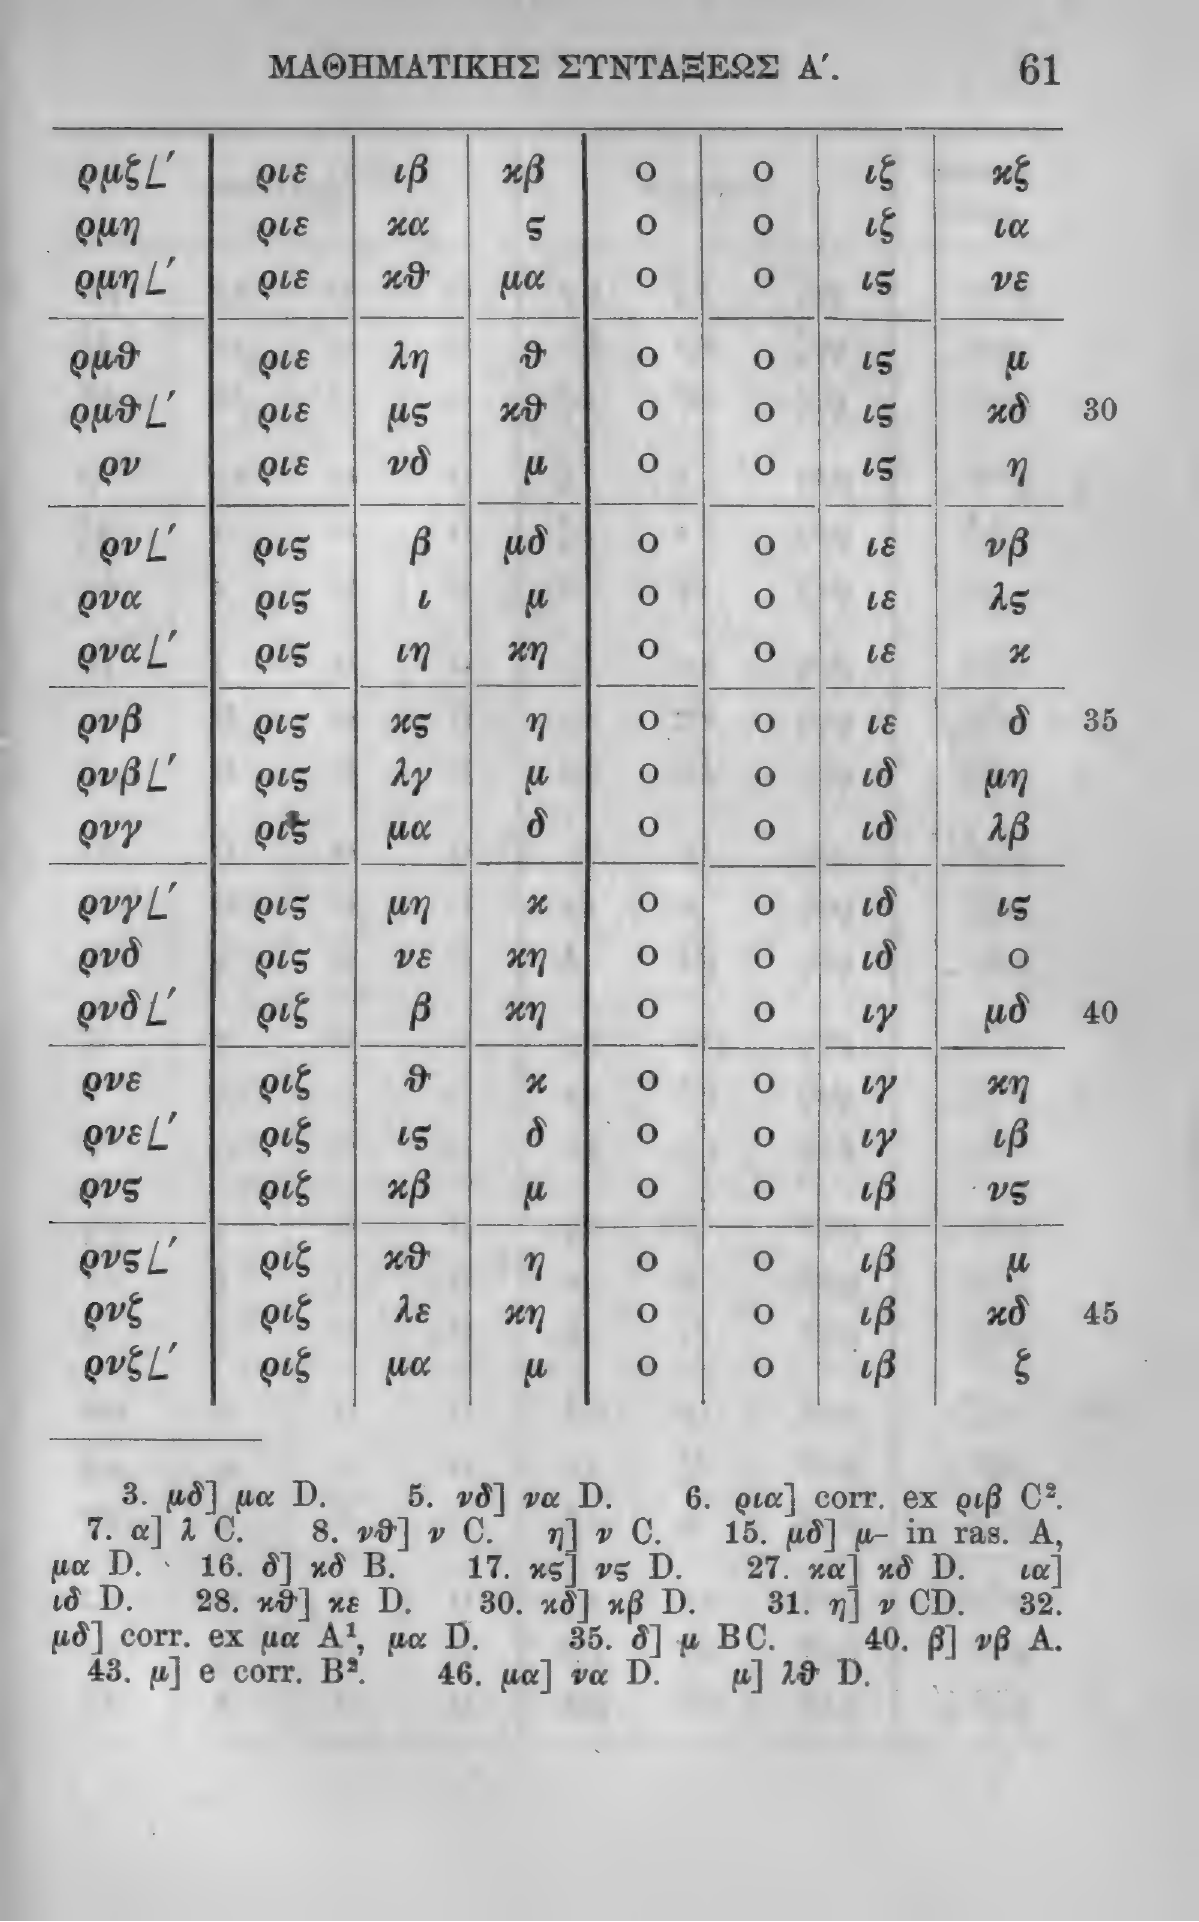 ΜΑΘΗΜΑΤΙΚΗΣ ΣΥΝΤΑΞΕΩΣ Α′. 61
ρμζ∠′ ριε ιβ κβ ο ο ιζ κζ
ρμη ριε κα ϛ ο ο ιζ ια
ρμη∠′ ριε κθ μα ο ο ιϛ νε
ρμθ ριε λη θ ο ο ιϛ μ
ρμθ∠′ ριε μϛ κθ ο ο ιϛ κδ 30
ρν ριε νδ μ ο ο ιϛ η
ρν∠′ ριϛ β μδ ο ο ιε νβ
ρνα ριϛ ι μ ο ο ιε λϛ
ρνα∠′ ριϛ ιη κη ο ο ιε κ
ρνβ ριϛ κϛ η ο ο ιε δ 35
ρνβ∠′ ριϛ λγ μ ο ο ιδ μη
ρνγ ριϛ μα δ ο ο ιδ λβ
ρνγ∠′ ριϛ μη κ ο ο ιδ ιϛ
ρνδ ριϛ νε κη ο ο ιδ ο
ρνδ∠′ ριζ β κη ο ο ιγ μδ 40
ρνε ριζ θ κ ο ο ιγ κη
ρνε∠′ ριζ ιϛ δ ο ο ιγ ιβ
ρνϛ ριζ κβ μ ο ο ιβ νϛ
ρνϛ∠′ ριζ κθ η ο ο ιβ μ
ρνζ ριζ λε κη ο ο ιβ κδ 45
ρνζ∠′ ριζ μα μ ο ο ιβ ζ
3. μδ] μα D. 5. νδ] να D. 6. ρια] corr. ex ριβ C².
7. α] λ C. 8. νθ] ν C. η] ν C. 15. μδ] μ- in ras. A,
μα D. 16. δ] κδ B. 17. κϛ] νϛ D. 27. κα] κδ D. ια]
ιδ D. 28. κθ] κε D. 30. κδ] κβ D. 31. η] ν CD. 32.
μδ] corr. ex μα A¹, μα D. 35. δ] μ BC. 40. β] νβ A.
43. μ] e corr. B². 46. μα] να D. μ] λθ D.